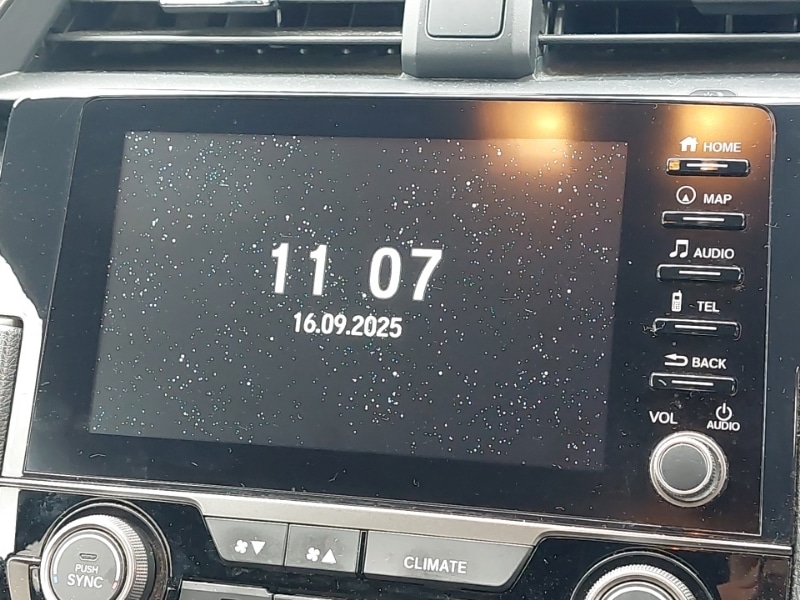 HOME
MAP
AUDIO
11 07
TEL
16.09.2025
BACK
VOL
AUDIO
CLIMATE
PUSH
SYNC